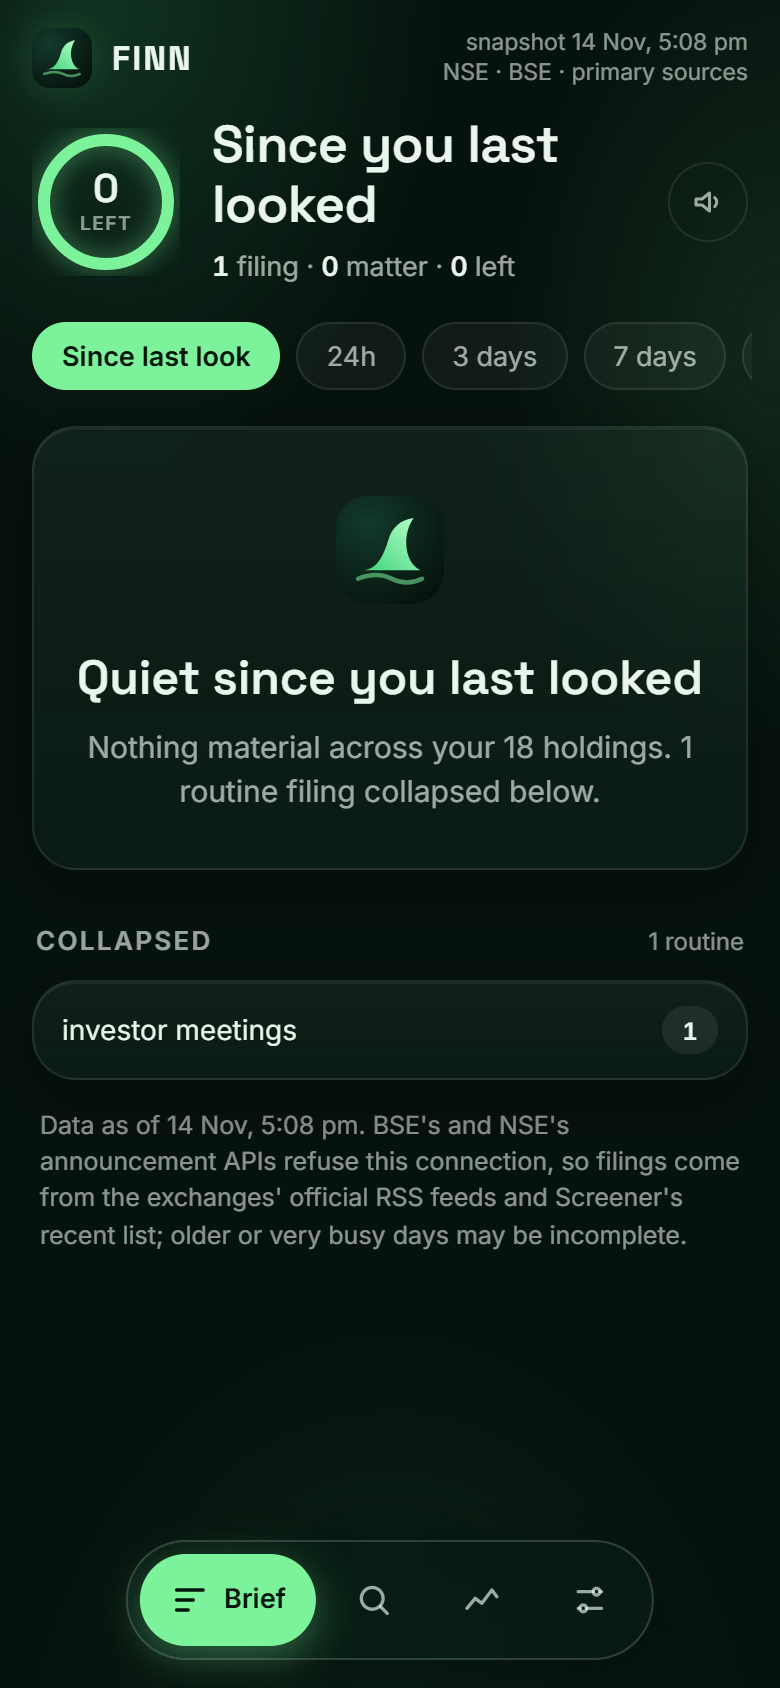 FINN
snapshot 14 Nov, 5:08 pm
NSE · BSE · primary sources
0
LEFT
Since you last
looked
1 filing · 0 matter · 0 left
Since last look
24h
3 days
7 days
Quiet since you last looked
Nothing material across your 18 holdings. 1
routine filing collapsed below.
COLLAPSED
1 routine
investor meetings
1
Data as of 14 Nov, 5:08 pm. BSE's and NSE's
announcement APIs refuse this connection, so filings come
from the exchanges' official RSS feeds and Screener's
recent list; older or very busy days may be incomplete.
Brief